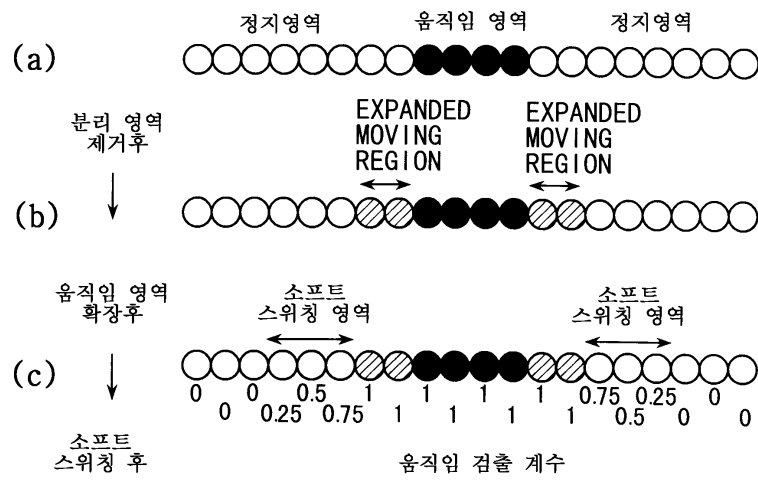 정지영역 움직임 영역 정지영역
(a)
분리 영역
제거후
EXPANDED
MOVING
REGION
EXPANDED
MOVING
REGION
(b)
움직임 영역
확장후
소프트
스위칭 영역
소프트
스위칭 영역
(c)
0 0 0.5 1 1 1 1 0.75 0.25 0
0 0.25 0.75 1 1 1 1 0.5 0 0
소프트
스위칭 후
움직임 검출 계수